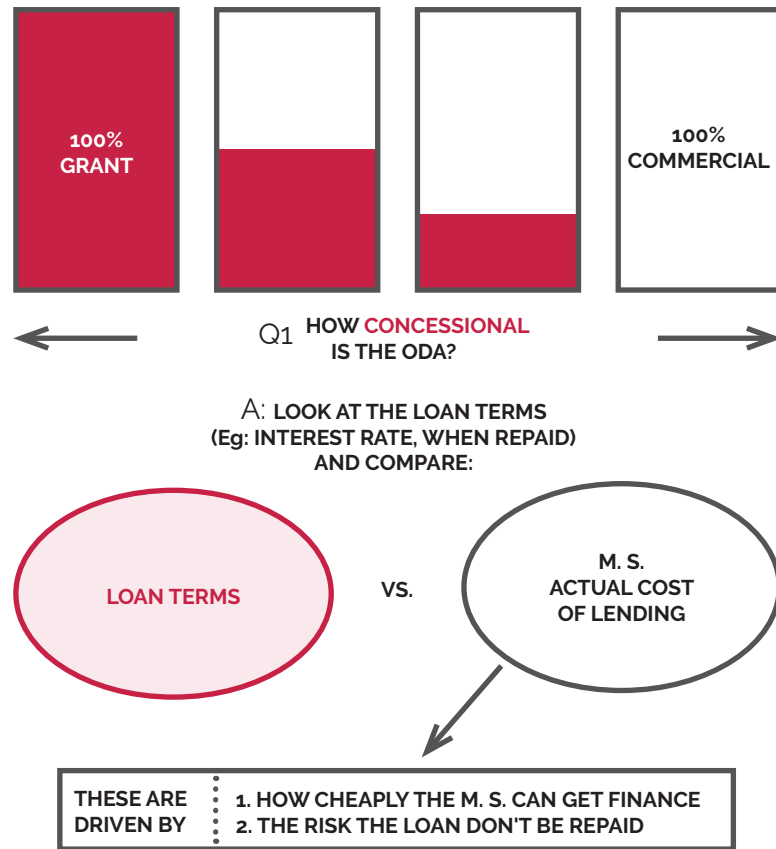 100%
GRANT
100%
COMMERCIAL
Q1 HOW CONCESSIONAL
IS THE ODA?
A: LOOK AT THE LOAN TERMS
(Eg: INTEREST RATE, WHEN REPAID)
AND COMPARE:
LOAN TERMS
VS.
M. S.
ACTUAL COST
OF LENDING
THESE ARE
DRIVEN BY
1. HOW CHEAPLY THE M. S. CAN GET FINANCE
2. THE RISK THE LOAN DON'T BE REPAID